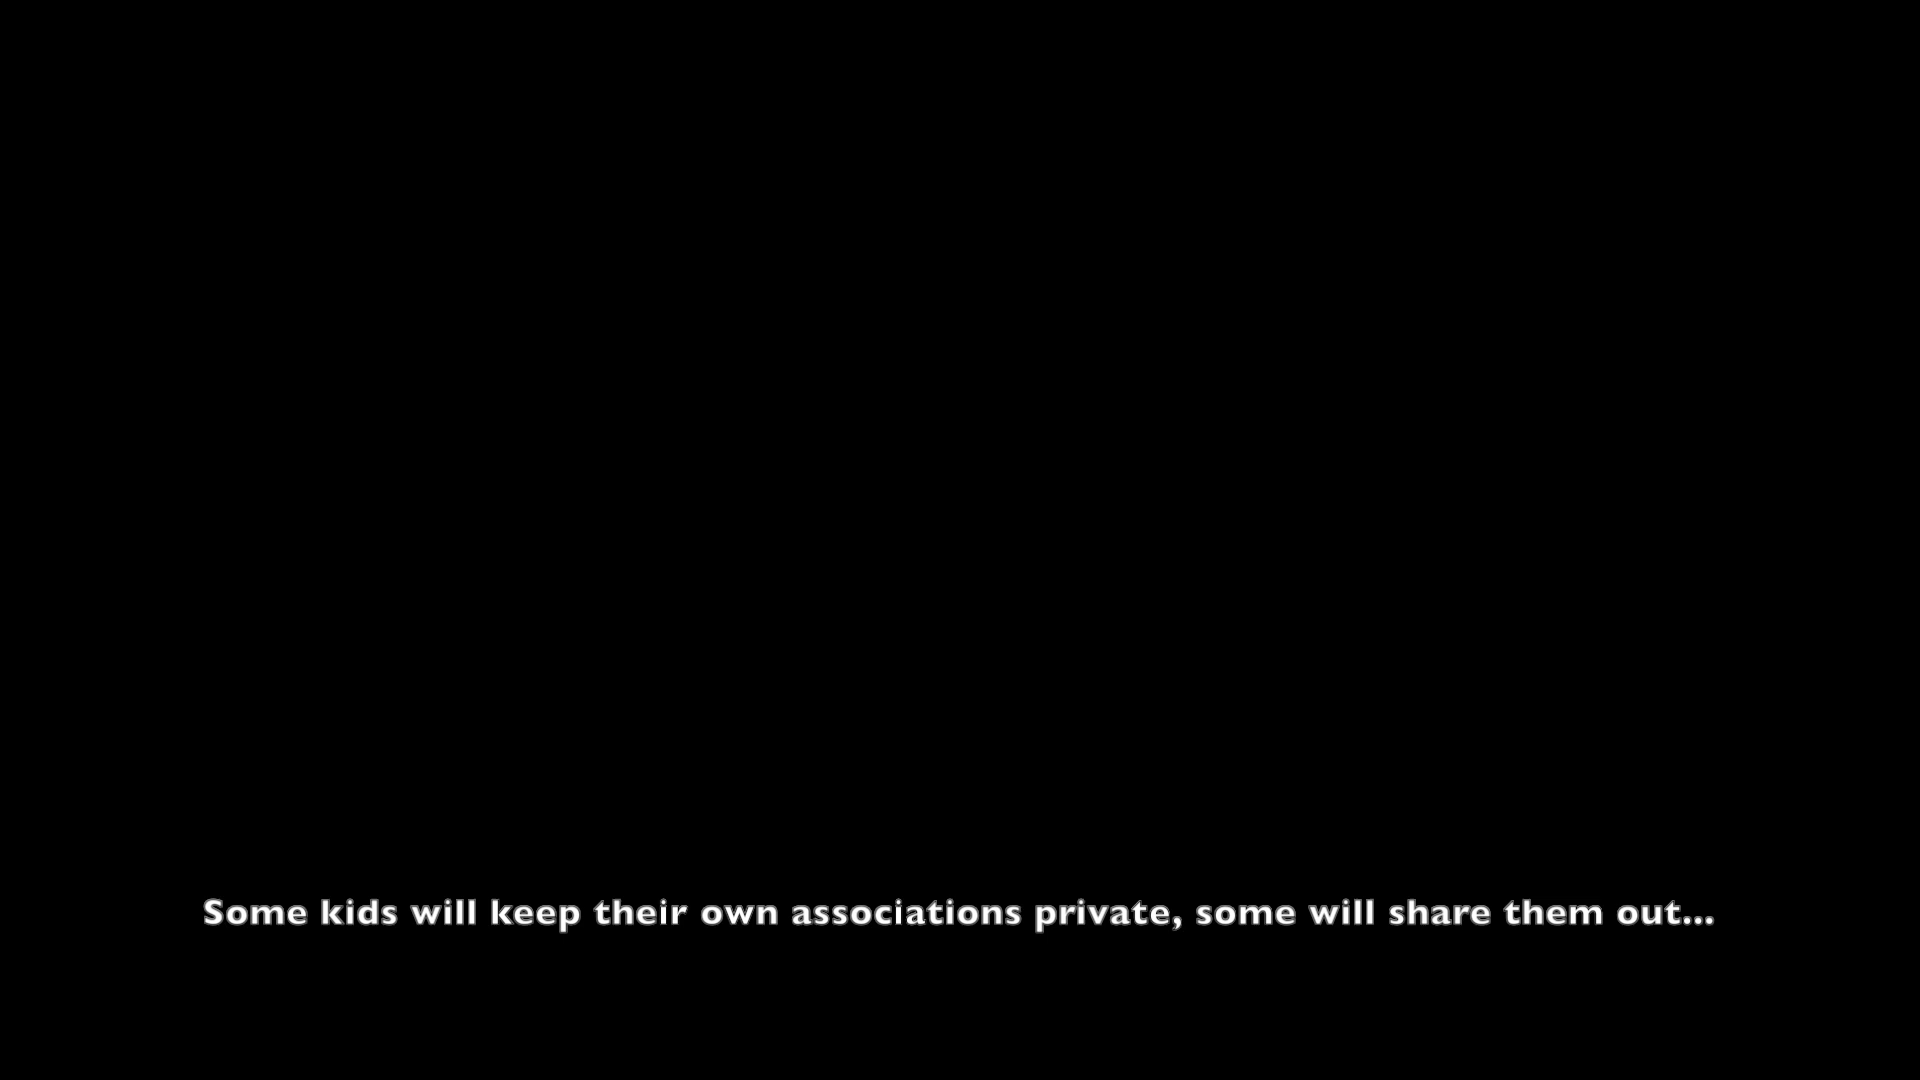 Some kids will keep their own associations private, some will share them out...